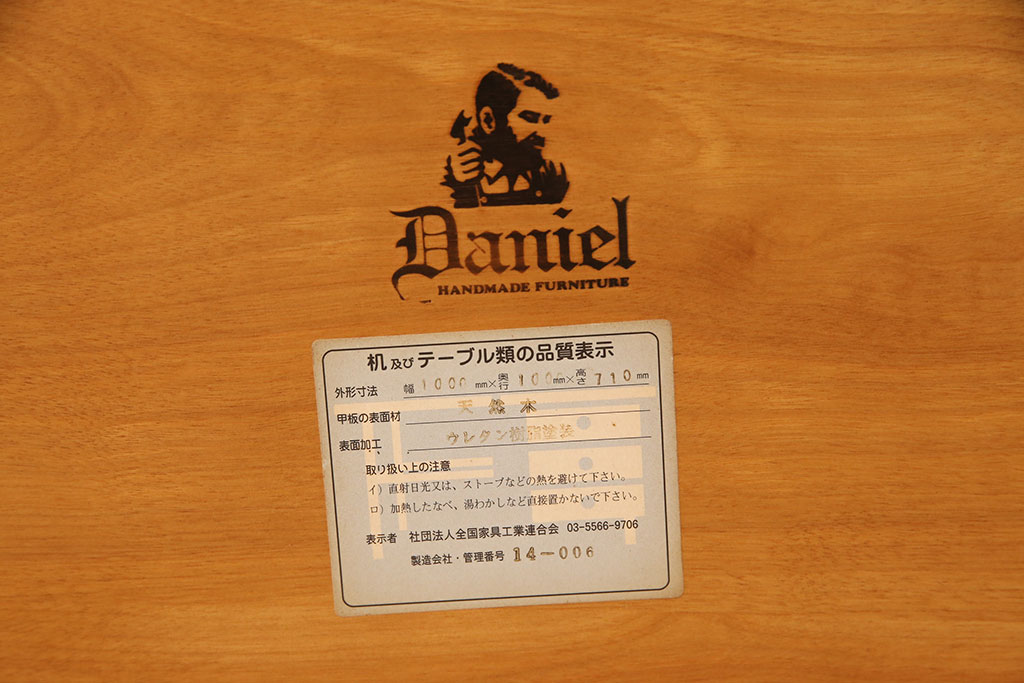 Daniel
HANDMADE FURNITURE
机及びテーブル類の品質表示
外形寸法 幅1000mm×奥行1000mm×高さ710mm
甲板の表面材 天然木
表面加工 ウレタン樹脂塗装
取り扱い上の注意
イ）直射日光又は、ストーブなどの熱を避けて下さい。
ロ）加熱したなべ、湯わかしなど直接置かないで下さい。
表示者 社団法人全国家具工業連合会 03-5566-9706
製造会社・管理番号 14-006